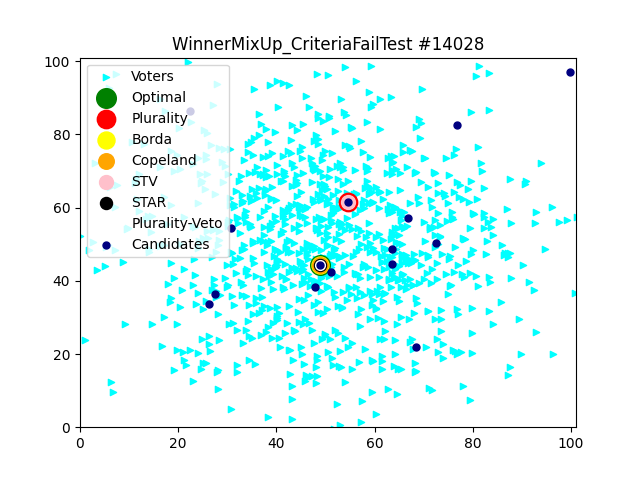 WinnerMixUp_CriteriaFailTest #14028
Voters
Optimal
Plurality
Borda
Copeland
STV
STAR
Plurality-Veto
Candidates
100
80
60
40
20
0
0 20 40 60 80 100